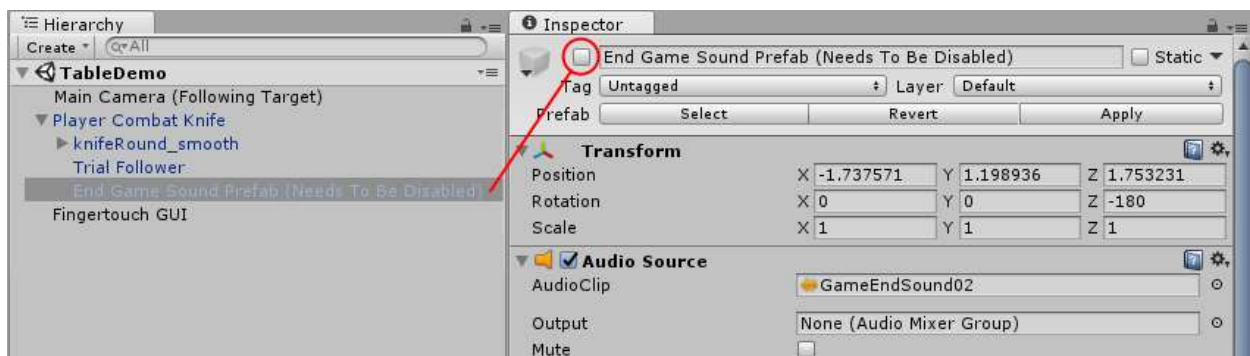 Hierarchy
Create
All
TableDemo
Main Camera (Following Target)
Player Combat Knife
knifeRound_smooth
Trial Follower
End Game Sound Prefab (Needs To Be Disabled)
Fingertouch GUI
Inspector
End Game Sound Prefab (Needs To Be Disabled) Static
Tag Untagged Layer Default
Prefab Select Revert Apply
Transform
Position X -1.737571 Y 1.198936 Z 1.753231
Rotation X 0 Y 0 Z -180
Scale X 1 Y 1 Z 1
Audio Source
AudioClip GameEndSound02
Output None (Audio Mixer Group)
Mute